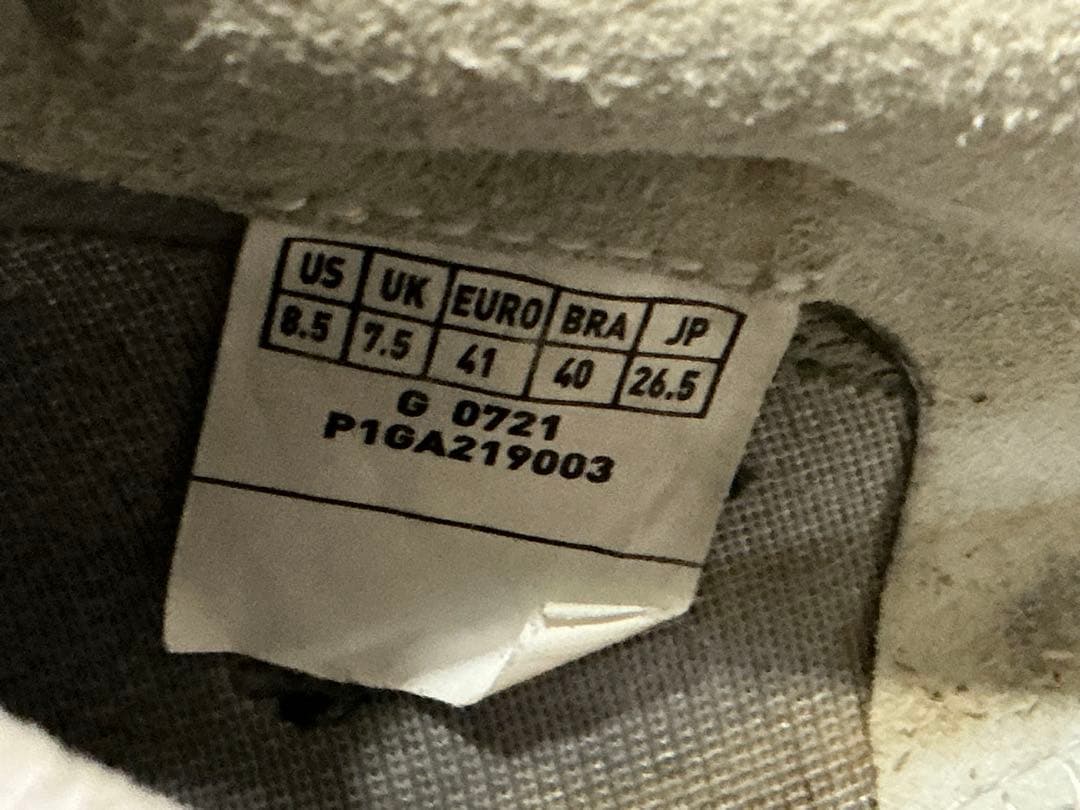 US UK EURO BRA JP
8.5 7.5 41 40 26.5
G 0721
P1GA219003